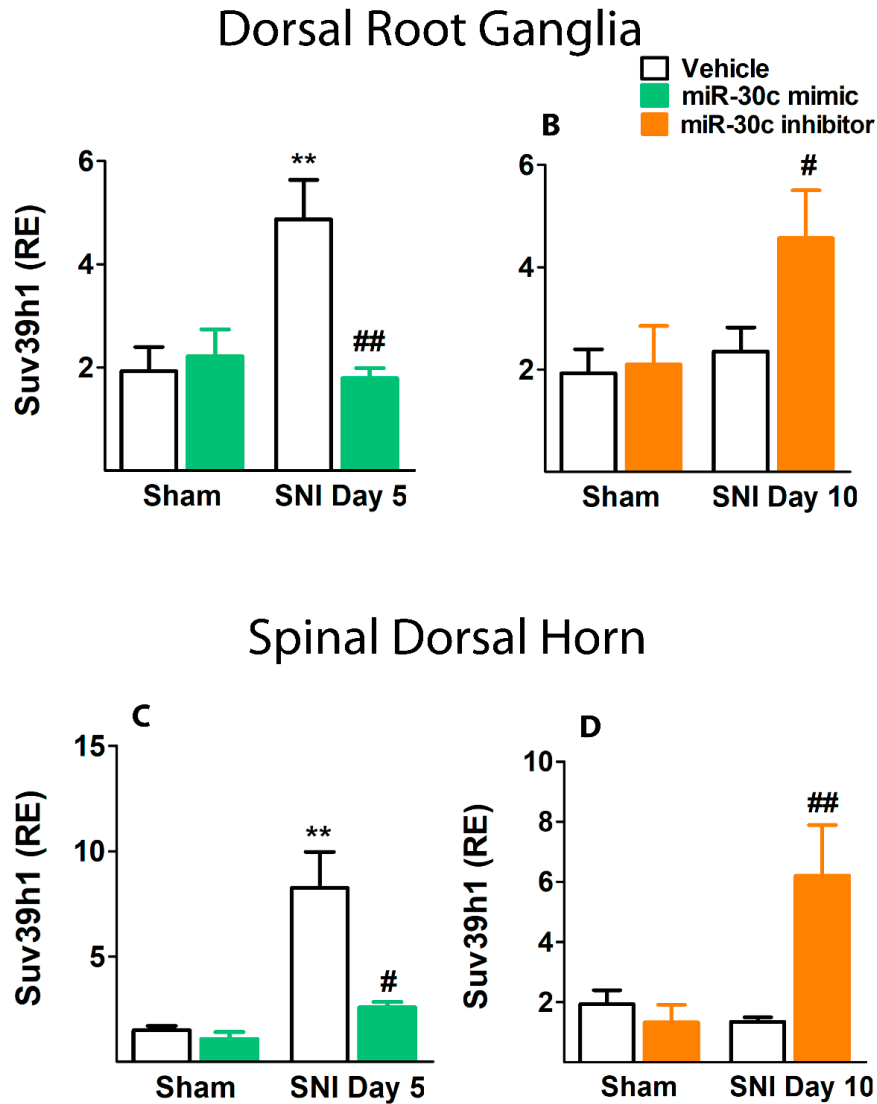 Dorsal Root Ganglia
Vehicle
miR-30c mimic
miR-30c inhibitor
Suv39h1 (RE)
6
4
2
**
##
Sham
SNI Day 5
B
6
4
2
#
Sham
SNI Day 10
Spinal Dorsal Horn
C
Suv39h1 (RE)
15
10
5
**
#
Sham
SNI Day 5
D
Suv39h1 (RE)
10
8
6
4
2
##
Sham
SNI Day 10